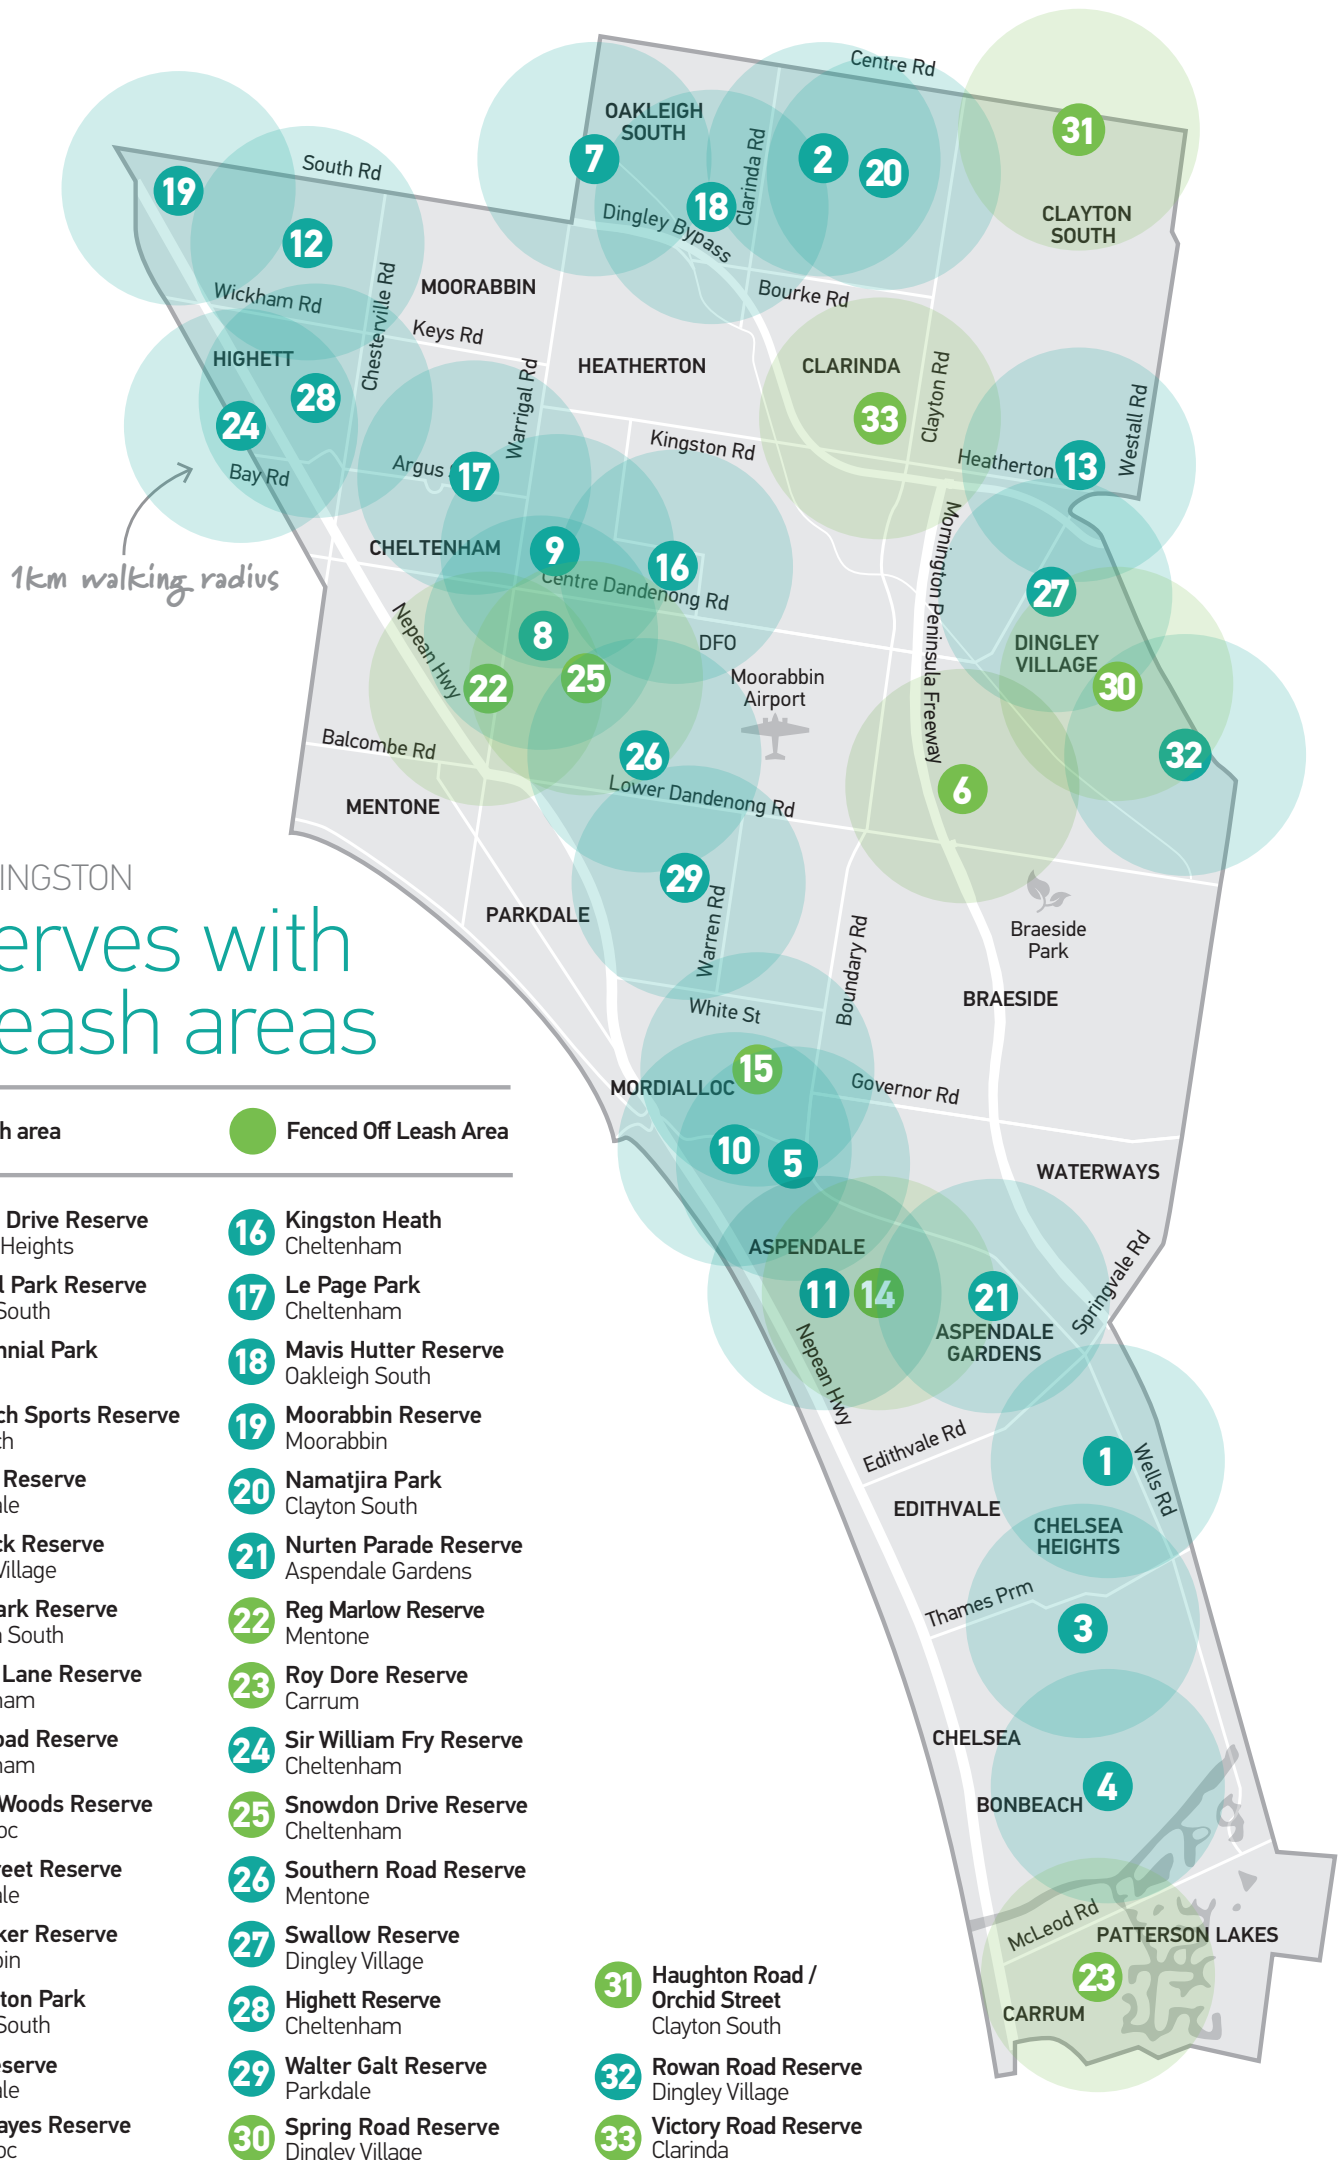 Centre Rd
OAKLEIGH
SOUTH
31
7
2
20
South Rd
19
Clarinda Rd
18
Dingley Bypass
CLAYTON
SOUTH
12
MOORABBIN
Wickham Rd
Chesterville Rd
Bourke Rd
Keys Rd
HIGHETT
HEATHERTON
CLARINDA
28
Warrigal Rd
Clayton Rd
33
24
Westall Rd
Kingston Rd
Bay Rd
Argus
17
Heatherton
13
CHELTENHAM
9
16
1km walking radius
Centre Dandenong Rd
Mornington Peninsula Freeway
27
Nepean Hwy
8
DFO
DINGLEY
VILLAGE
22
25
Moorabbin
Airport
30
Balcombe Rd
26
32
Lower Dandenong Rd
6
MENTONE
INGSTON
29
PARKDALE
Warren Rd
Boundary Rd
Braeside
Park
erves with
eash areas
BRAESIDE
White St
15
MORDIALLOC
Governor Rd
h area
Fenced Off Leash Area
10
5
WATERWAYS
ASPENDALE
Springvale Rd
11
14
21
ASPENDALE
GARDENS
Nepean Hwy
Edithvale Rd
1
Wells Rd
EDITHVALE
CHELSEA
HEIGHTS
Thames Prm
3
CHELSEA
4
BONBEACH
McLeod Rd
PATTERSON LAKES
23
CARRUM
Drive Reserve
Heights
l Park Reserve
South
nnial Park
ch Sports Reserve
ch
Reserve
ale
ck Reserve
Village
ark Reserve
South
Lane Reserve
ham
oad Reserve
ham
Woods Reserve
oc
reet Reserve
ale
ker Reserve
bin
ton Park
South
eserve
ale
ayes Reserve
oc
16 Kingston Heath
Cheltenham
17 Le Page Park
Cheltenham
18 Mavis Hutter Reserve
Oakleigh South
19 Moorabbin Reserve
Moorabbin
20 Namatjira Park
Clayton South
21 Nurten Parade Reserve
Aspendale Gardens
22 Reg Marlow Reserve
Mentone
23 Roy Dore Reserve
Carrum
24 Sir William Fry Reserve
Cheltenham
25 Snowdon Drive Reserve
Cheltenham
26 Southern Road Reserve
Mentone
27 Swallow Reserve
Dingley Village
28 Highett Reserve
Cheltenham
29 Walter Galt Reserve
Parkdale
30 Spring Road Reserve
Dingley Village
31 Haughton Road /
Orchid Street
Clayton South
32 Rowan Road Reserve
Dingley Village
33 Victory Road Reserve
Clarinda